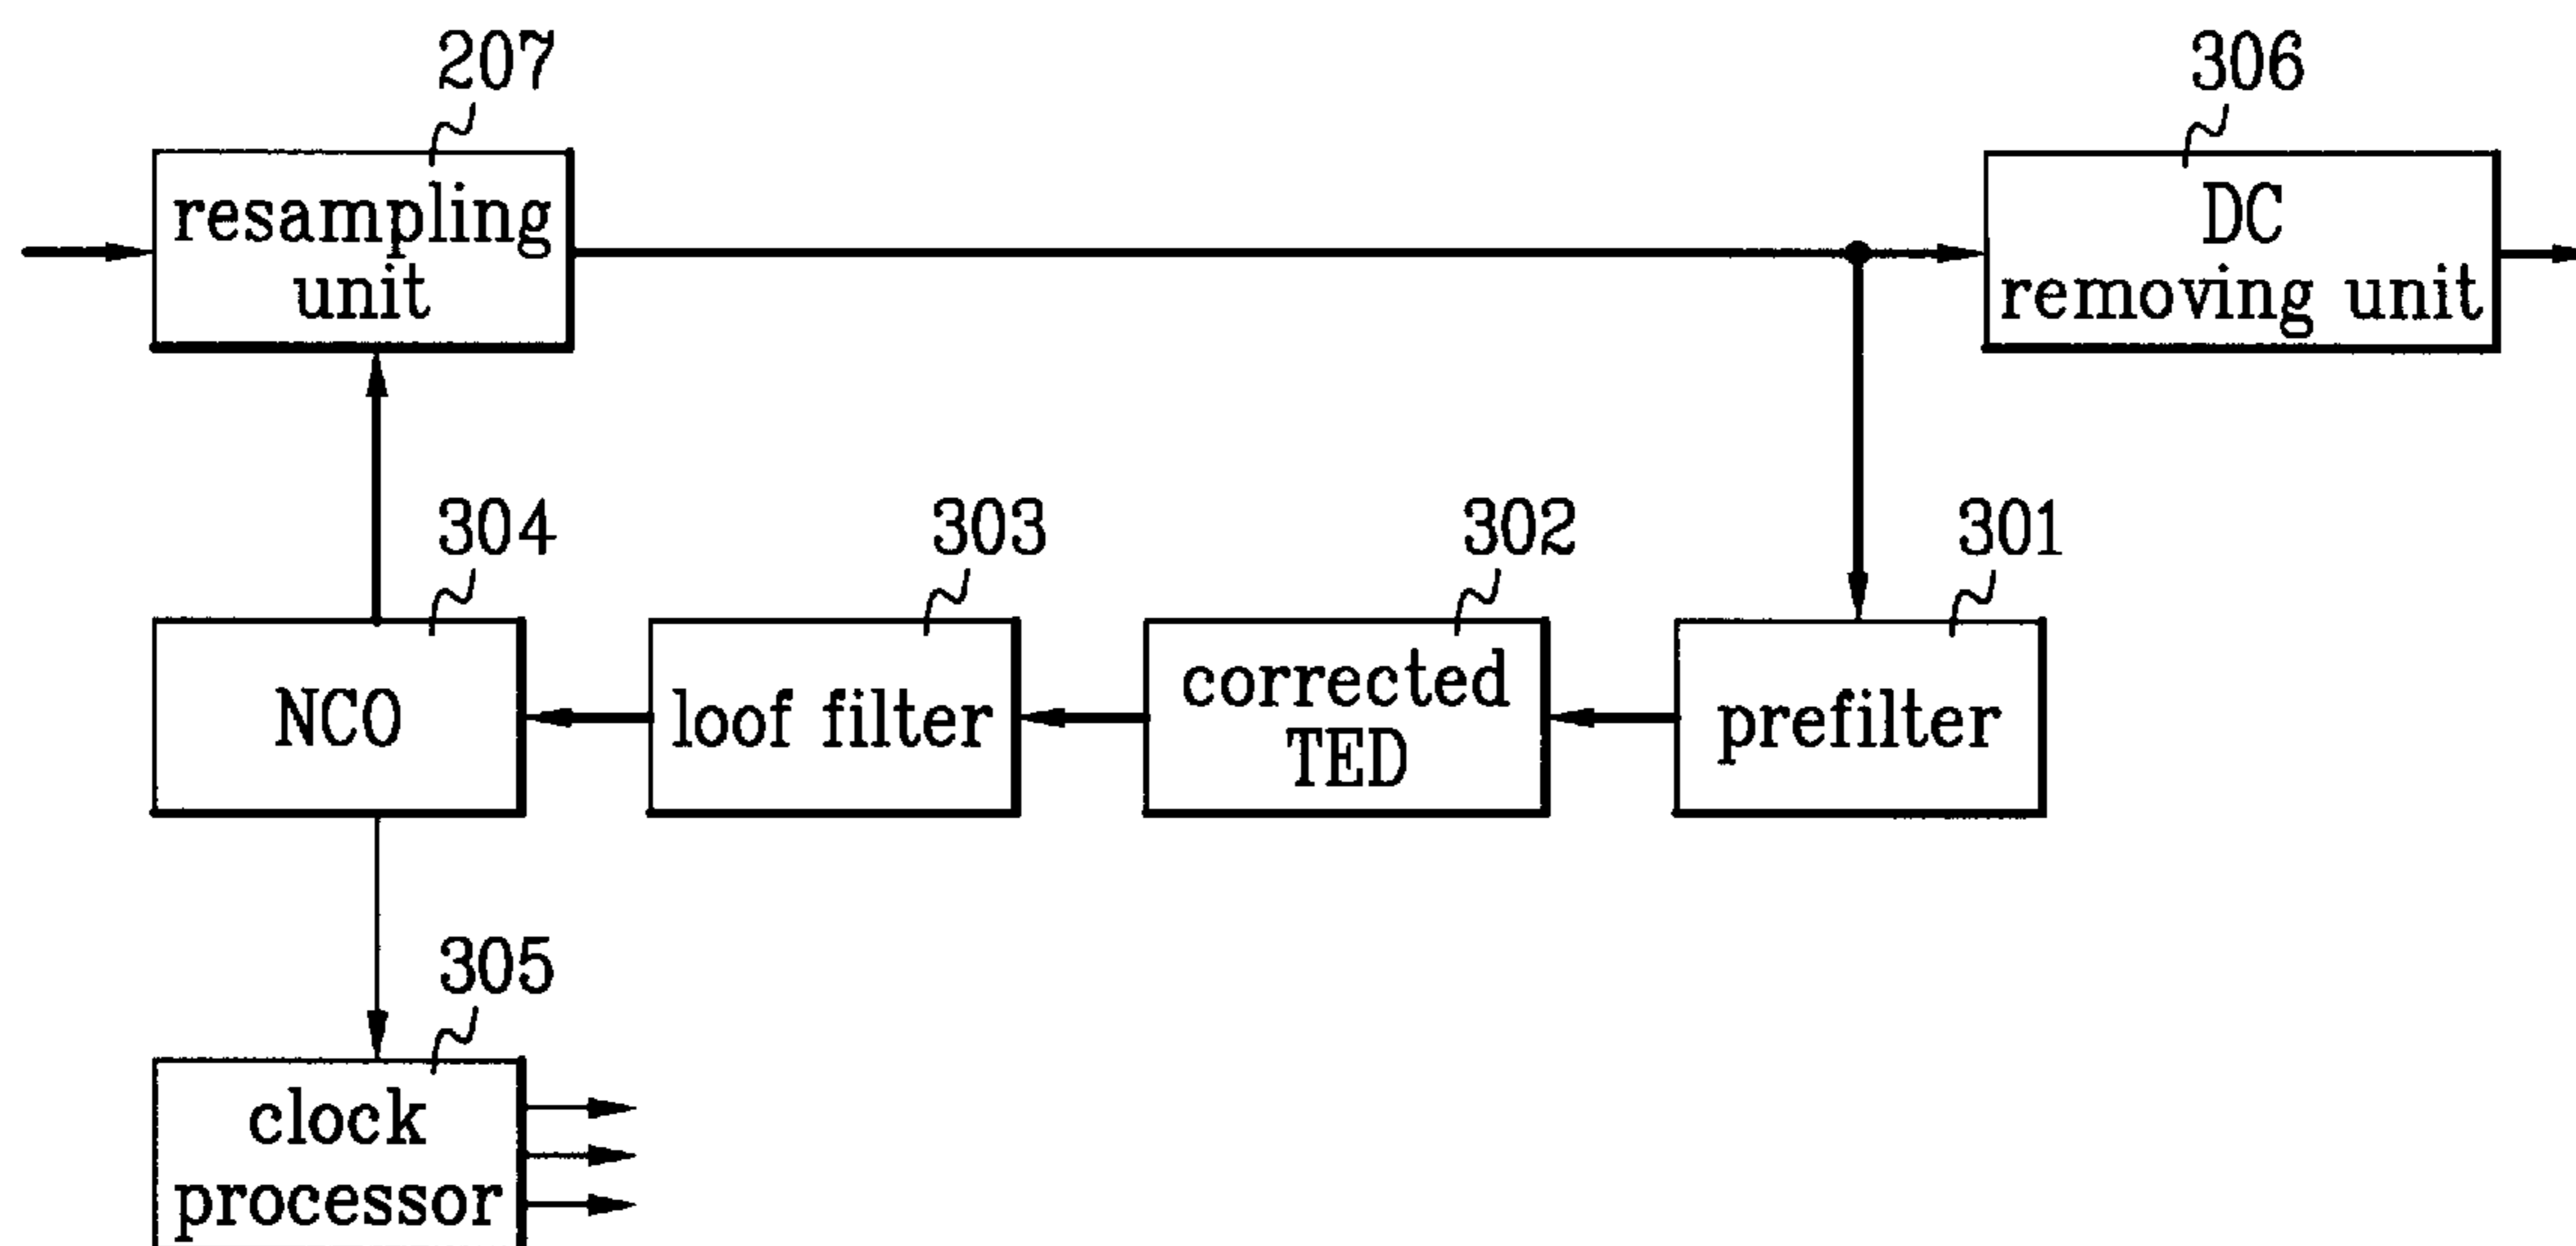 207
306
resampling
unit
DC
removing unit
304
303
302
301
NCO
loof filter
corrected
TED
prefilter
305
clock
processor